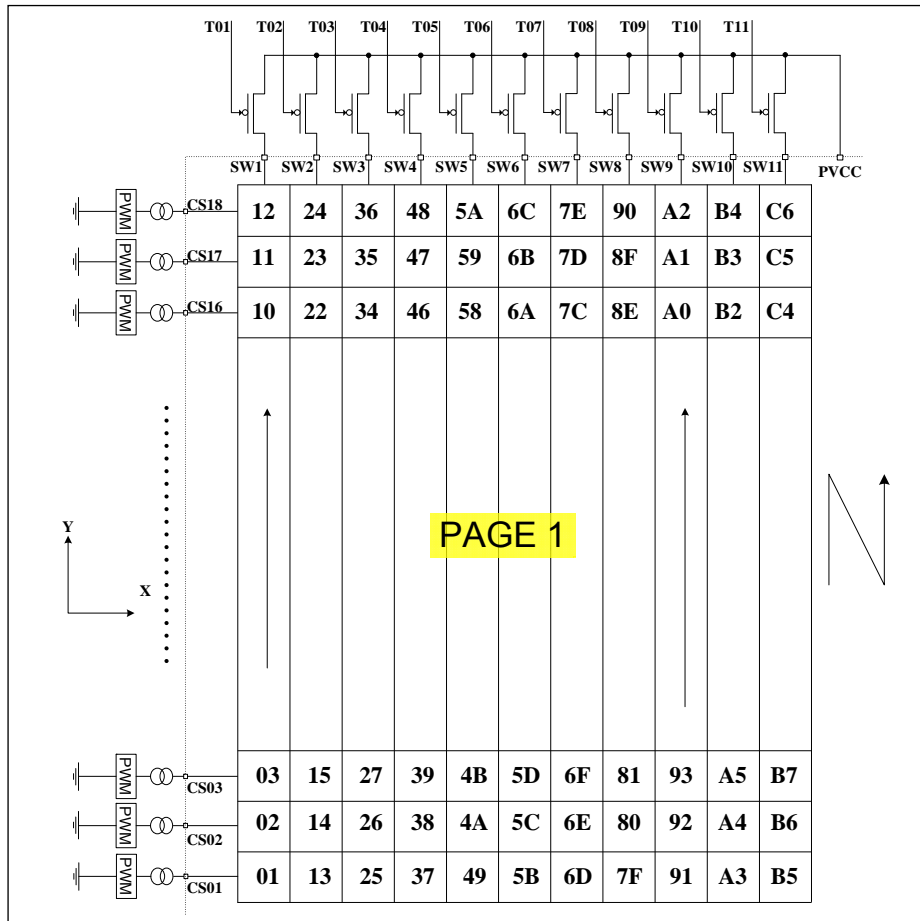 T01 T02 T03 T04 T05 T06 T07 T08 T09 T10 T11
SW1 SW2 SW3 SW4 SW5 SW6 SW7 SW8 SW9 SW10 SW11 PVCC
PWM CS18 12 24 36 48 5A 6C 7E 90 A2 B4 C6
PWM CS17 11 23 35 47 59 6B 7D 8F A1 B3 C5
PWM CS16 10 22 34 46 58 6A 7C 8E A0 B2 C4
Y
PAGE 1
X
PWM CS03 03 15 27 39 4B 5D 6F 81 93 A5 B7
PWM CS02 02 14 26 38 4A 5C 6E 80 92 A4 B6
PWM CS01 01 13 25 37 49 5B 6D 7F 91 A3 B5